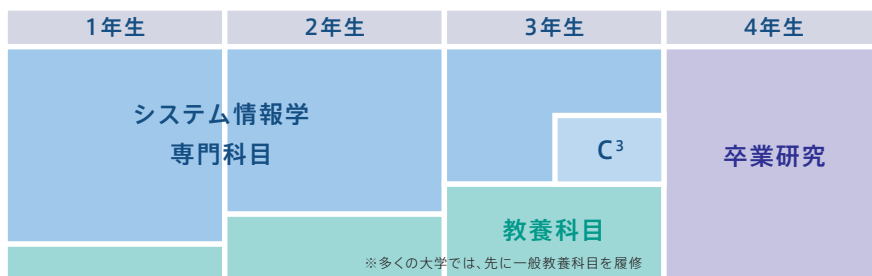 1年生
2年生
3年生
4年生
システム情報学
専門科目
C³
卒業研究
教養科目
※多くの大学では、先に一般教養科目を履修